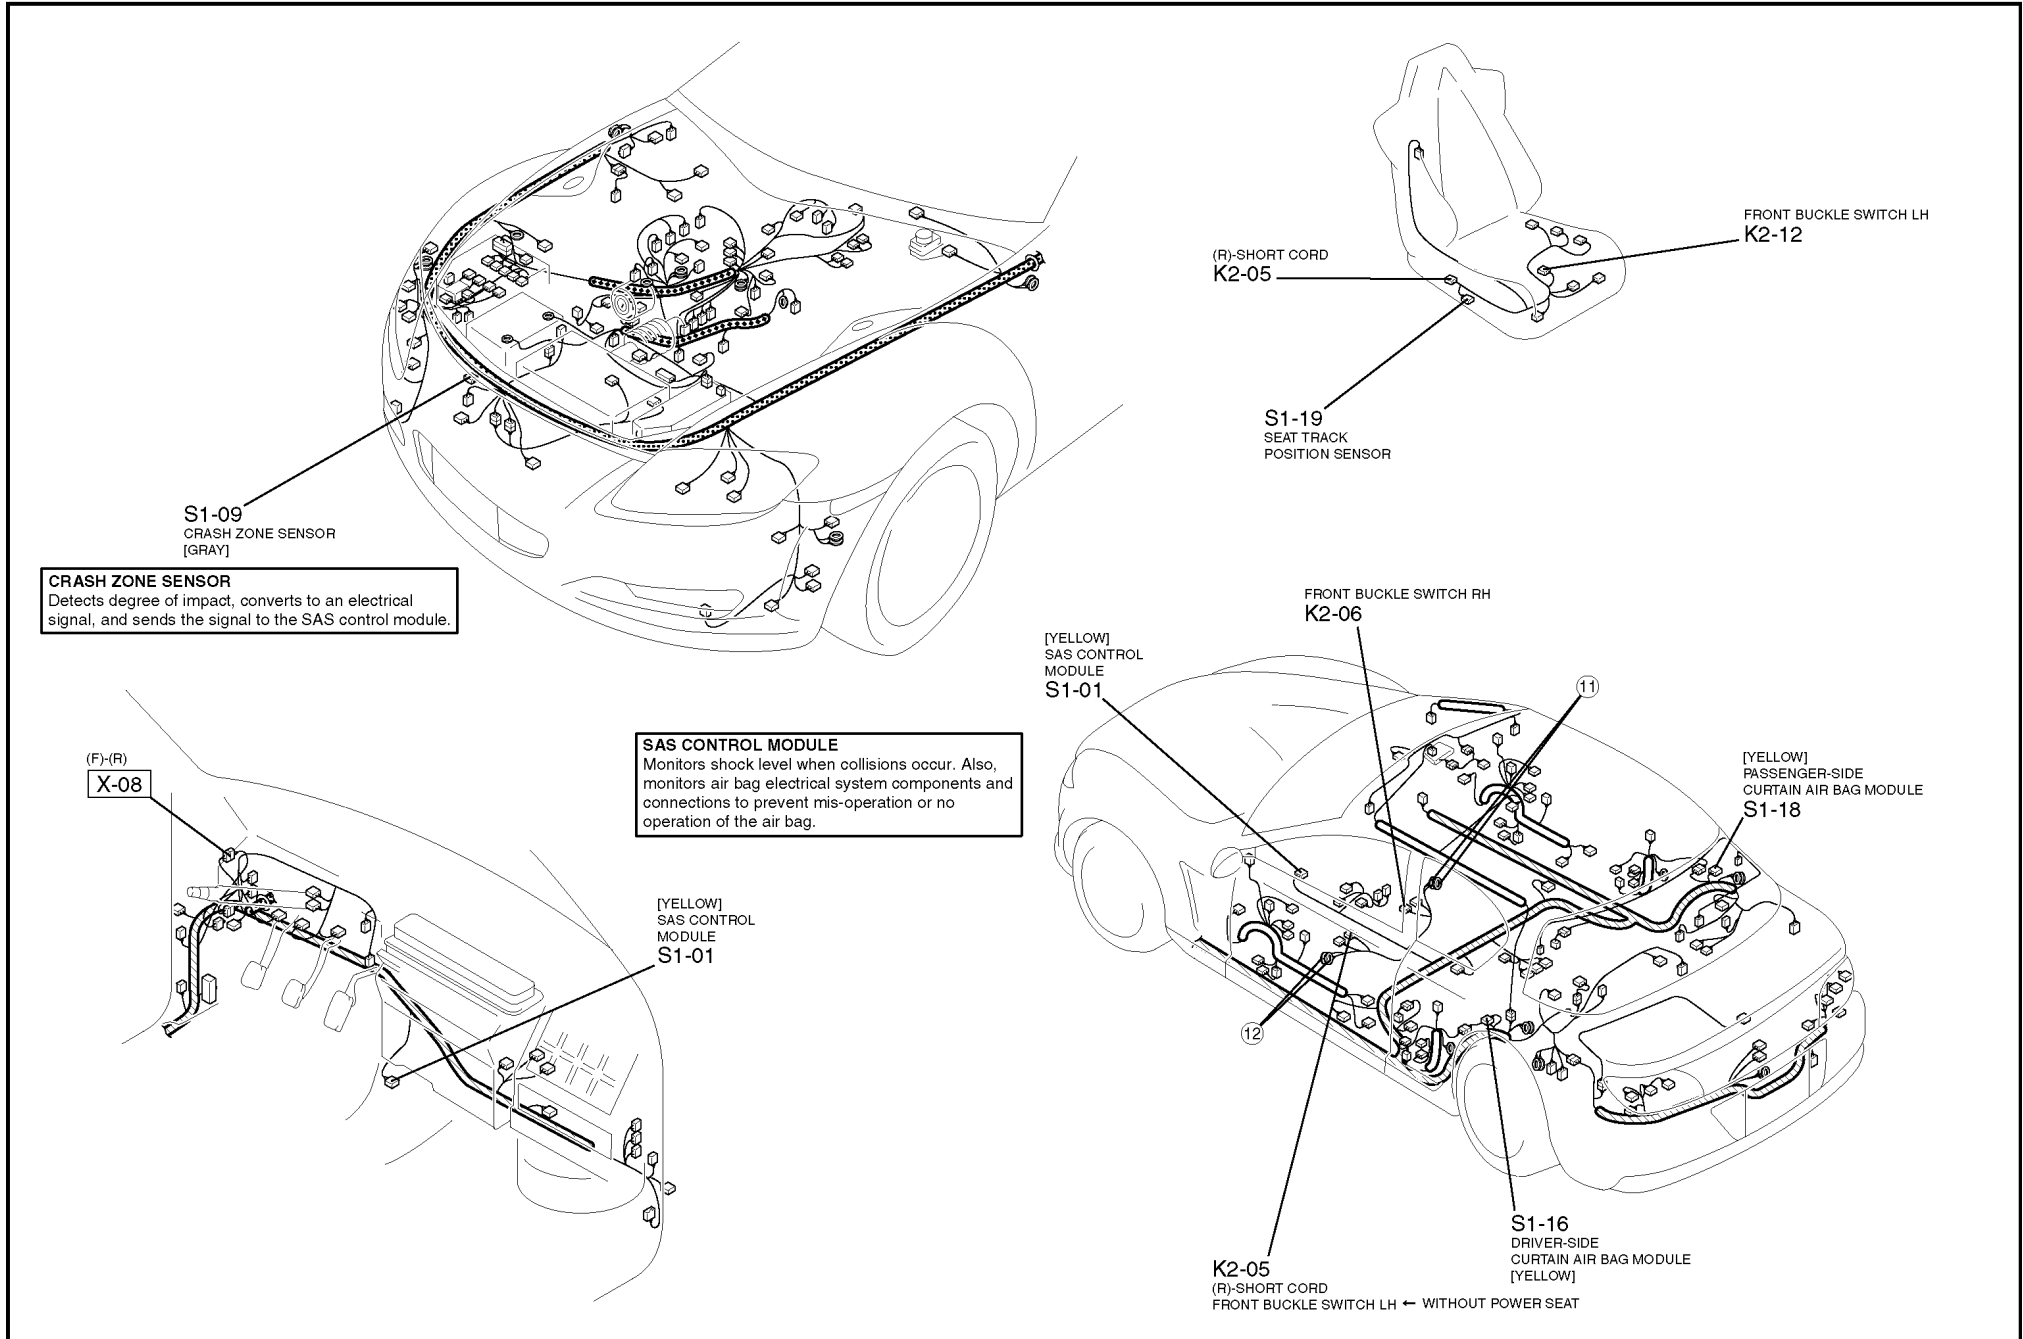 FRONT BUCKLE SWITCH LH
K2-12
(R)-SHORT CORD
K2-05
S1-19
SEAT TRACK
POSITION SENSOR
S1-09
CRASH ZONE SENSOR
[GRAY]
CRASH ZONE SENSOR
Detects degree of impact, converts to an electrical
signal, and sends the signal to the SAS control module.
FRONT BUCKLE SWITCH RH
K2-06
[YELLOW]
SAS CONTROL
MODULE
S1-01
11
SAS CONTROL MODULE
Monitors shock level when collisions occur. Also,
monitors air bag electrical system components and
connections to prevent mis-operation or no
operation of the air bag.
(F)-(R)
X-08
[YELLOW]
PASSENGER-SIDE
CURTAIN AIR BAG MODULE
S1-18
[YELLOW]
SAS CONTROL
MODULE
S1-01
12
S1-16
DRIVER-SIDE
CURTAIN AIR BAG MODULE
[YELLOW]
K2-05
(R)-SHORT CORD
FRONT BUCKLE SWITCH LH ← WITHOUT POWER SEAT